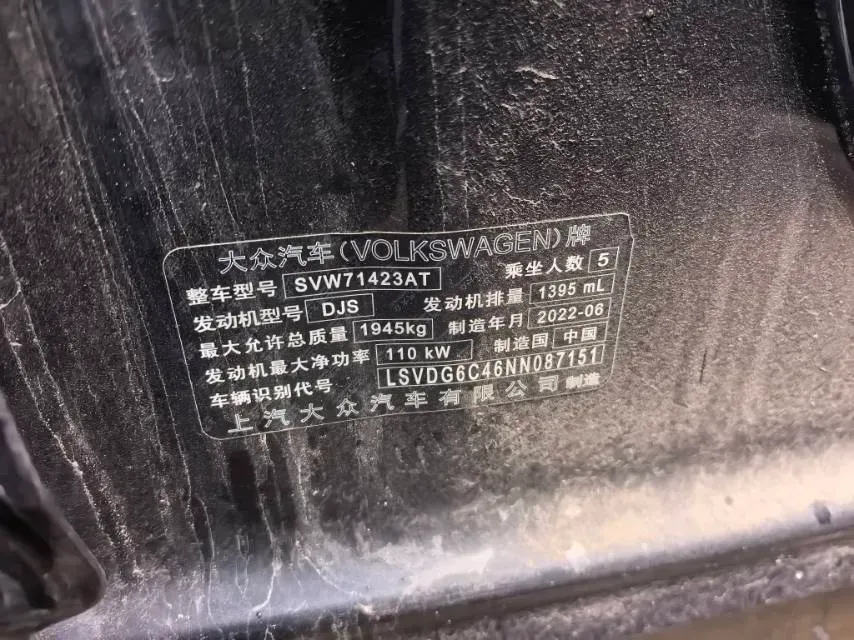 大众汽车(VOLKSWAGEN)牌
整车型号 SVW71423AT 乘坐人数 5
发动机型号 DJS 发动机排量 1395 mL
最大允许总质量 1945kg 制造年月 2022-06
发动机最大净功率 110 kW 制造国 中国
车辆识别代号 LSVDG6C46NN087151
上汽大众汽车有限公司 制造